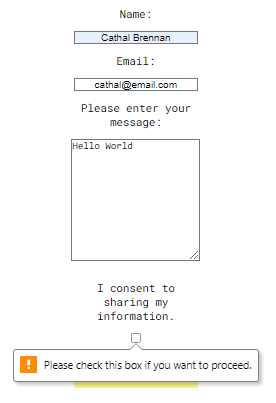 Name:
Cathal Brennan
Email:
cathal@email.com
Please enter your
message:
Hello World
I consent to
sharing my
information.
! Please check this box if you want to proceed.